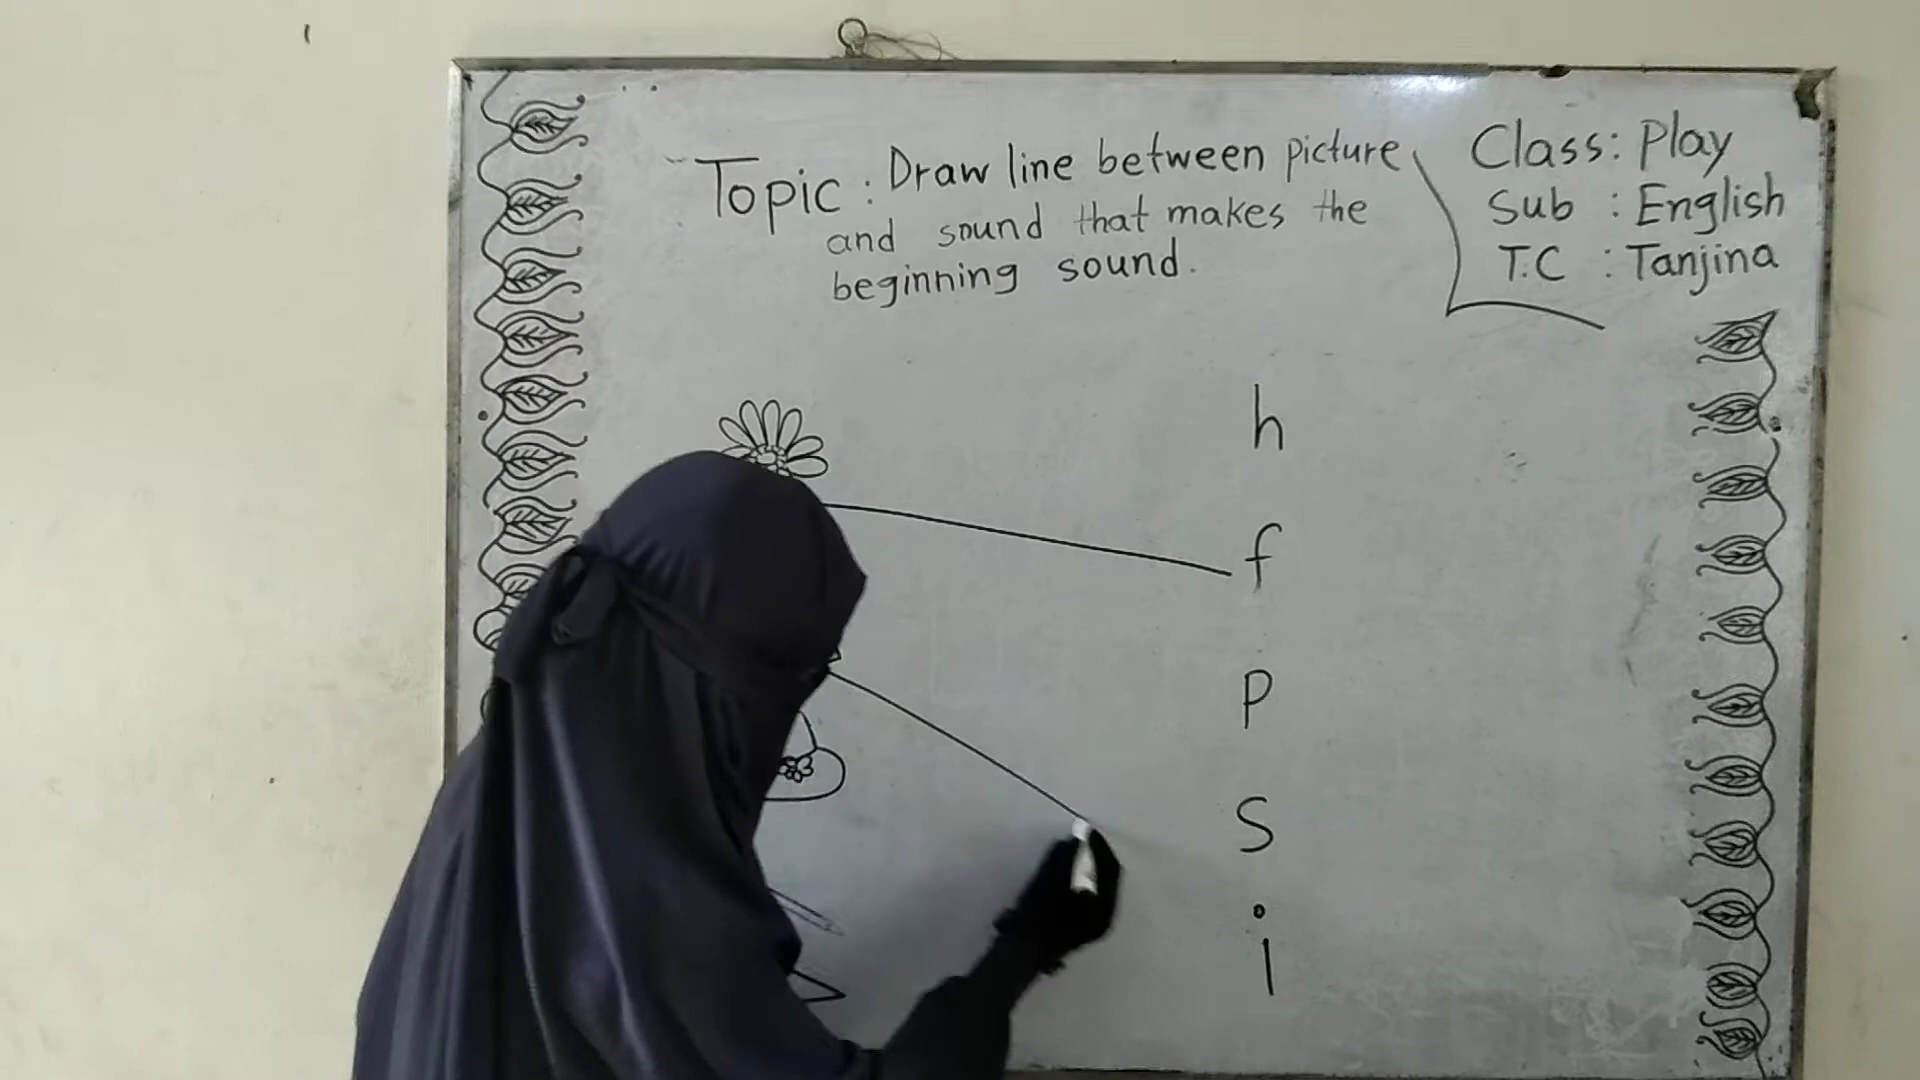 Topic : Draw line between picture
and sound that makes the
beginning sound.
Class : Play
Sub : English
T.C : Tanjina
h
f
p
s
i